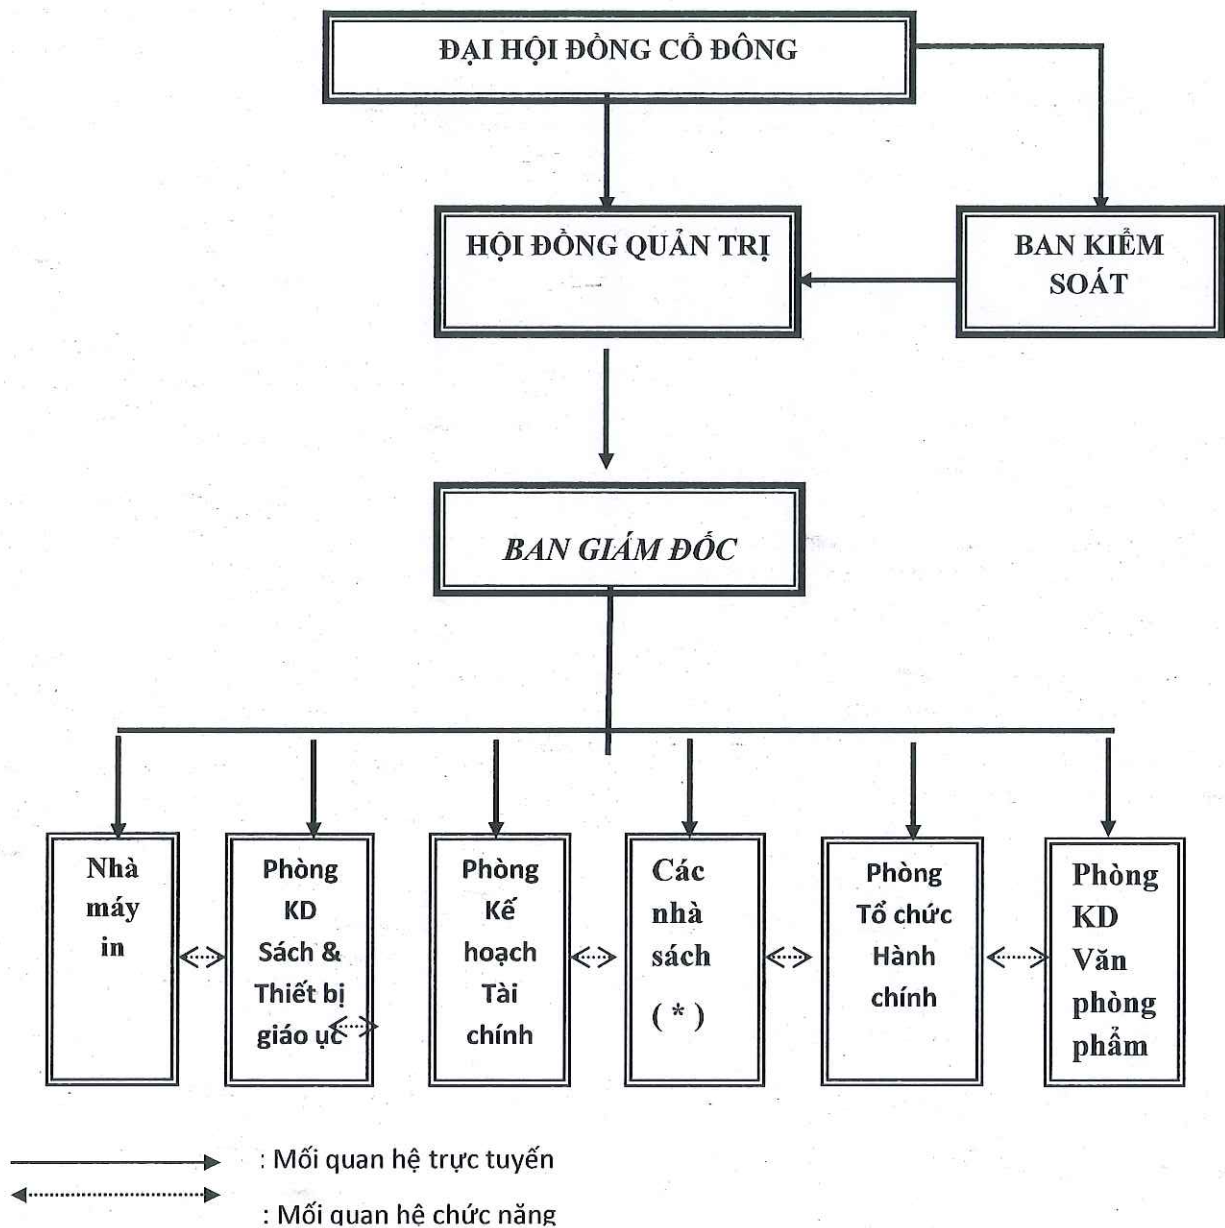 ĐẠI HỘI ĐỒNG CỔ ĐÔNG
HỘI ĐỒNG QUẢN TRỊ
BAN KIỂM
SOÁT
BAN GIÁM ĐỐC
Nhà
máy
in
Phòng
KD
Sách &
Thiết bị
giáo ục
Phòng
Kế
hoạch
Tài
chính
Các
nhà
sách
( * )
Phòng
Tổ chức
Hành
chính
Phòng
KD
Văn
phòng
phẩm
: Mối quan hệ trực tuyến
: Mối quan hệ chức năng